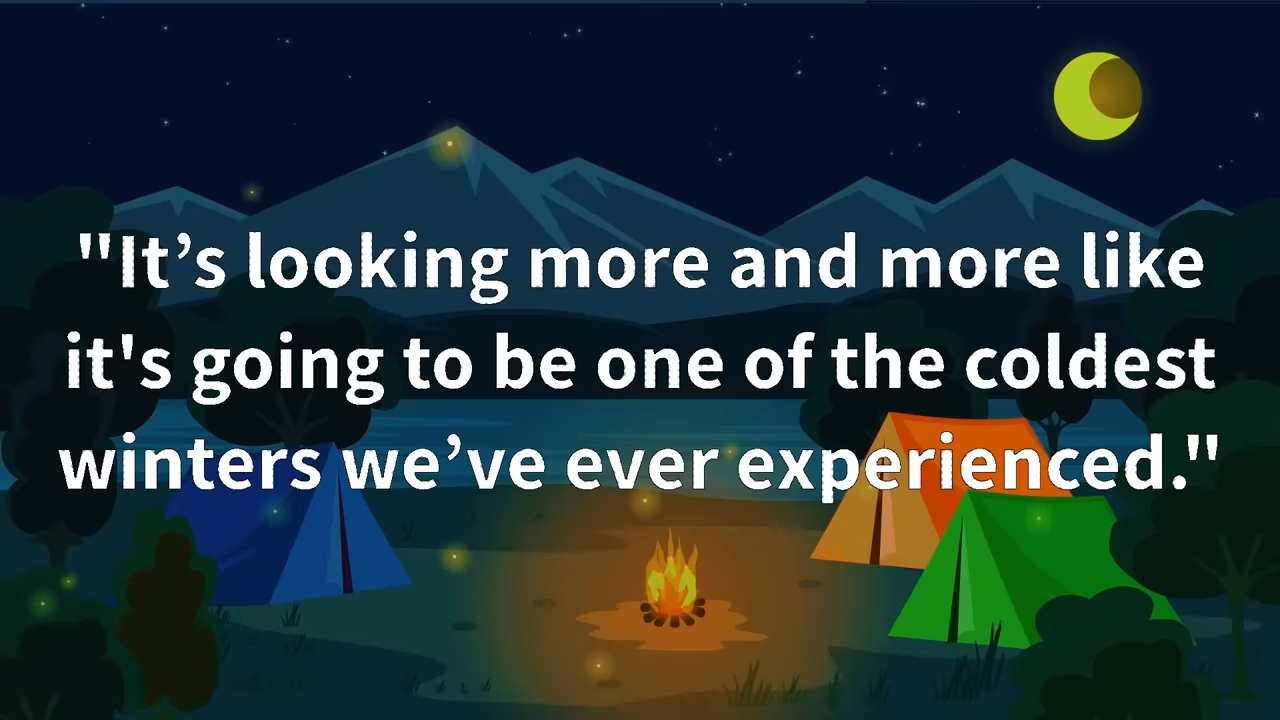 "It’s looking more and more like
it's going to be one of the coldest
winters we’ve ever experienced."